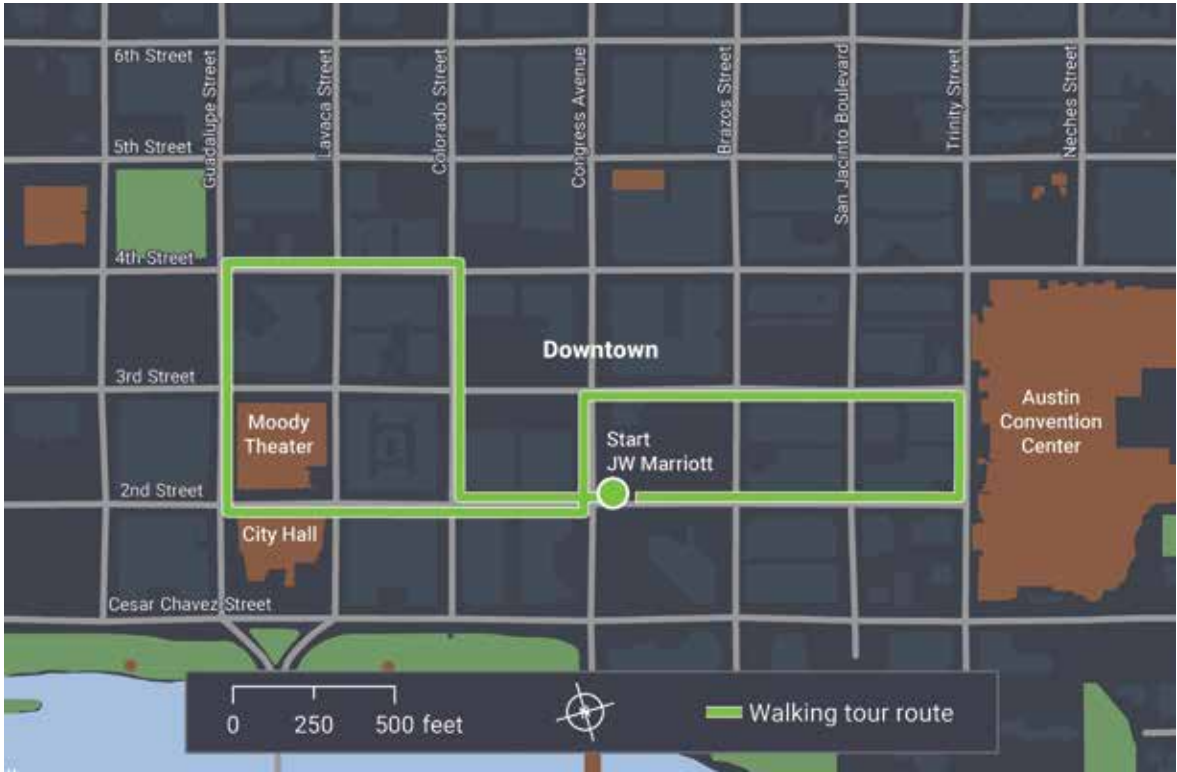 6th Street
Guadalupe Street
Lavaca Street
Colorado Street
Congress Avenue
Brazos Street
San Jacinto Boulevard
Trinity Street
Neches Street
5th Street
4th Street
Downtown
3rd Street
Moody
Theater
Start
JW Marriott
Austin
Convention
Center
2nd Street
City Hall
Cesar Chavez Street
0 250 500 feet
Walking tour route